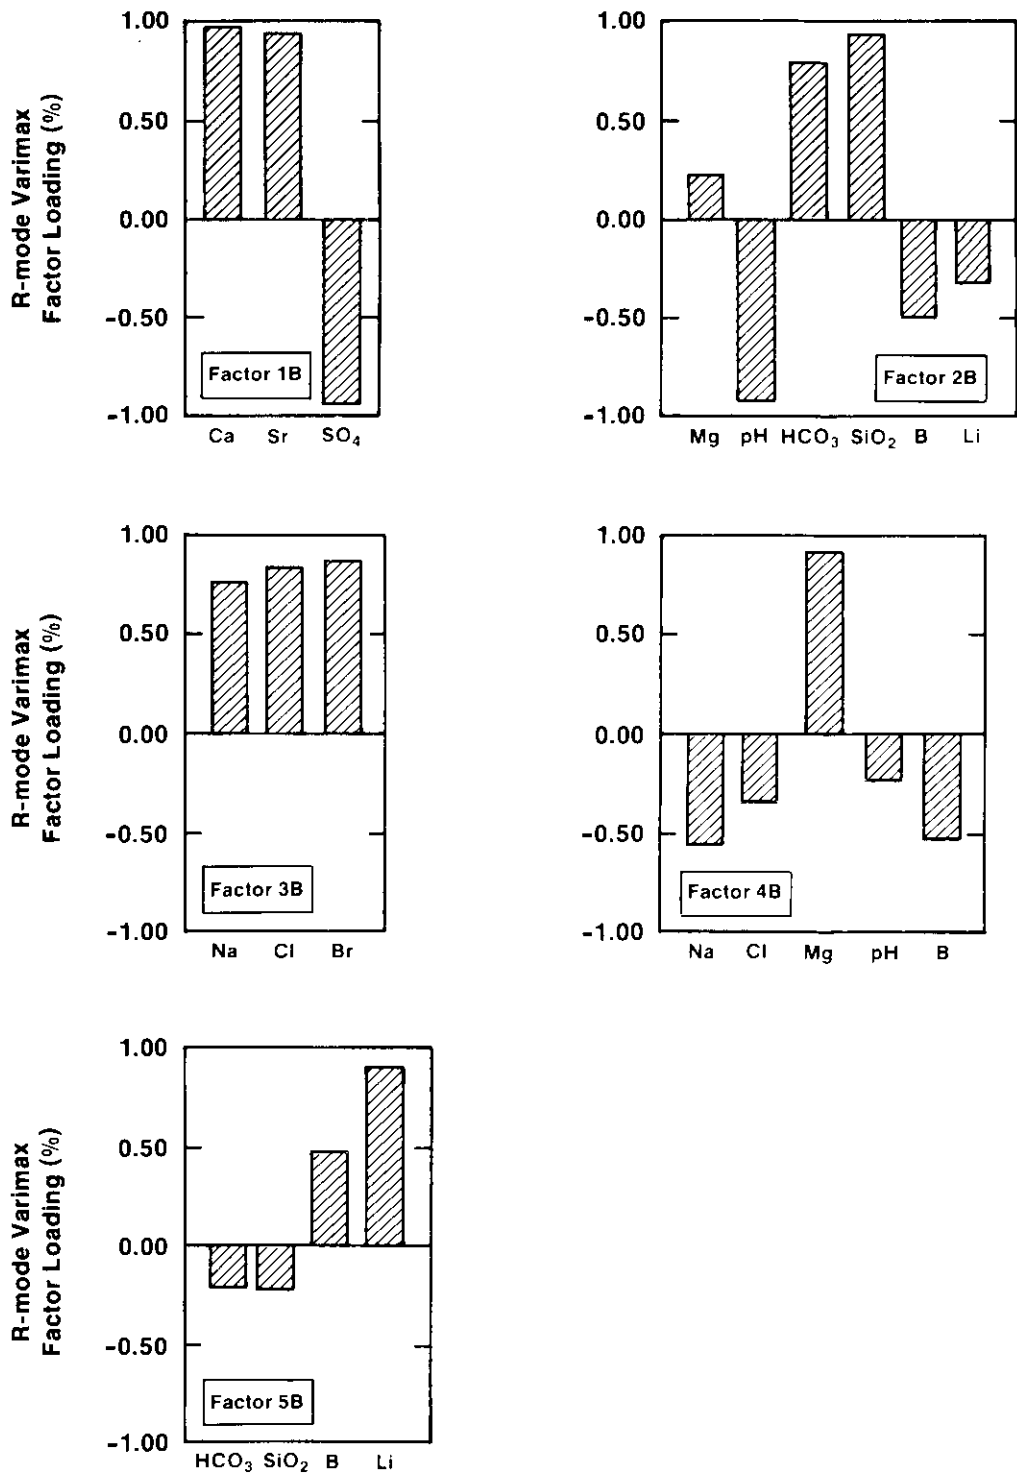 R-mode Varimax
Factor Loading (%)
1.00
0.50
0.00
-0.50
-1.00
Factor 1B
Ca Sr SO₄
1.00
0.50
0.00
-0.50
-1.00
Factor 2B
Mg pH HCO₃ SiO₂ B Li
R-mode Varimax
Factor Loading (%)
1.00
0.50
0.00
-0.50
-1.00
Factor 3B
Na Cl Br
1.00
0.50
0.00
-0.50
-1.00
Factor 4B
Na Cl Mg pH B
R-mode Varimax
Factor Loading (%)
1.00
0.50
0.00
-0.50
-1.00
Factor 5B
HCO₃ SiO₂ B Li